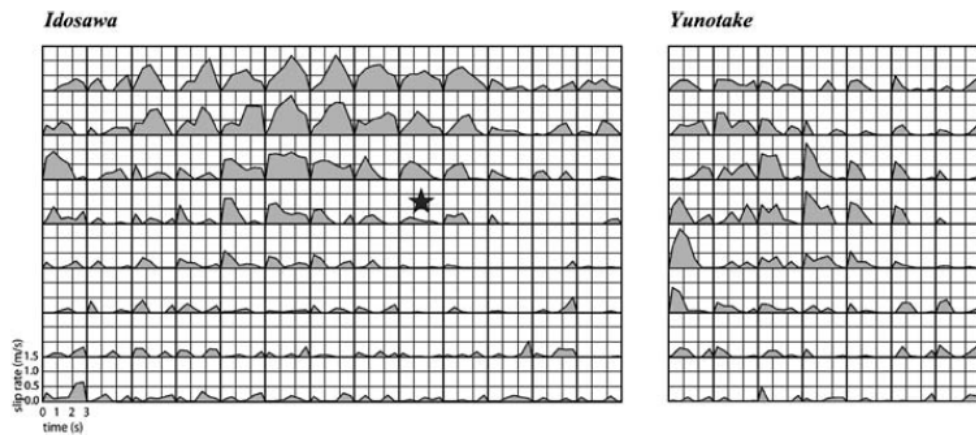 Idosawa
Yunotake
slip rate (m/s)
1.5
1.0
0.5
0.0
0 1 2 3
time (s)